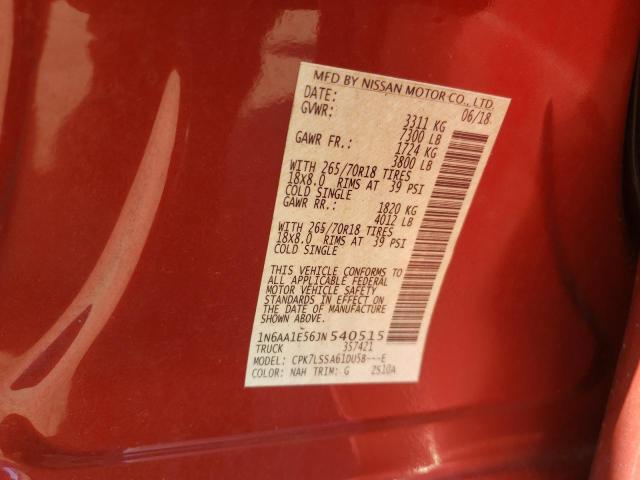 MFD BY NISSAN MOTOR CO., LTD.
DATE: 06/18
GVWR: 3311 KG
7300 LB
GAWR FR.: 1724 KG
3800 LB
WITH 265/70R18 TIRES
18X8.0 RIMS AT 39 PSI
COLD SINGLE
GAWR RR.: 1820 KG
4012 LB
WITH 265/70R18 TIRES
18X8.0 RIMS AT 39 PSI
COLD SINGLE
THIS VEHICLE CONFORMS TO
ALL APPLICABLE FEDERAL
MOTOR VEHICLE SAFETY
STANDARDS IN EFFECT ON
THE DATE OF MANUFACTURE
SHOWN ABOVE.
1N6AA1E56JN540515
TRUCK 357421
MODEL: CPK7LSSA61DU58---E
COLOR: NAH TRIM: G 2S10A